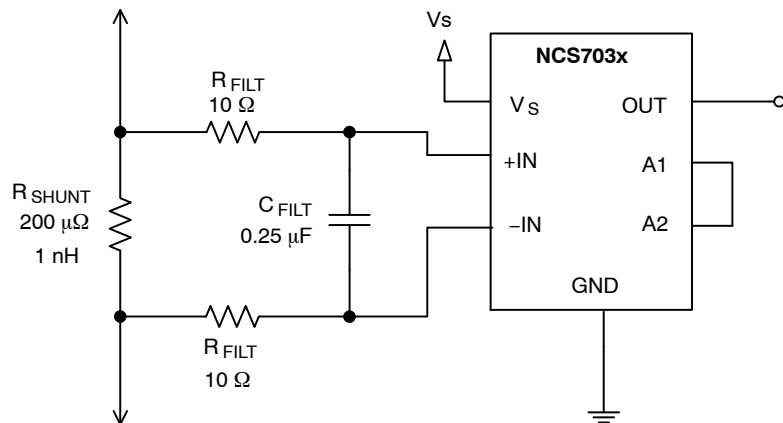 Vs
NCS703x
R FILT
10 Ω
VS
OUT
+IN
A1
R SHUNT
200 μΩ
1 nH
C FILT
0.25 μF
–IN
A2
GND
R FILT
10 Ω